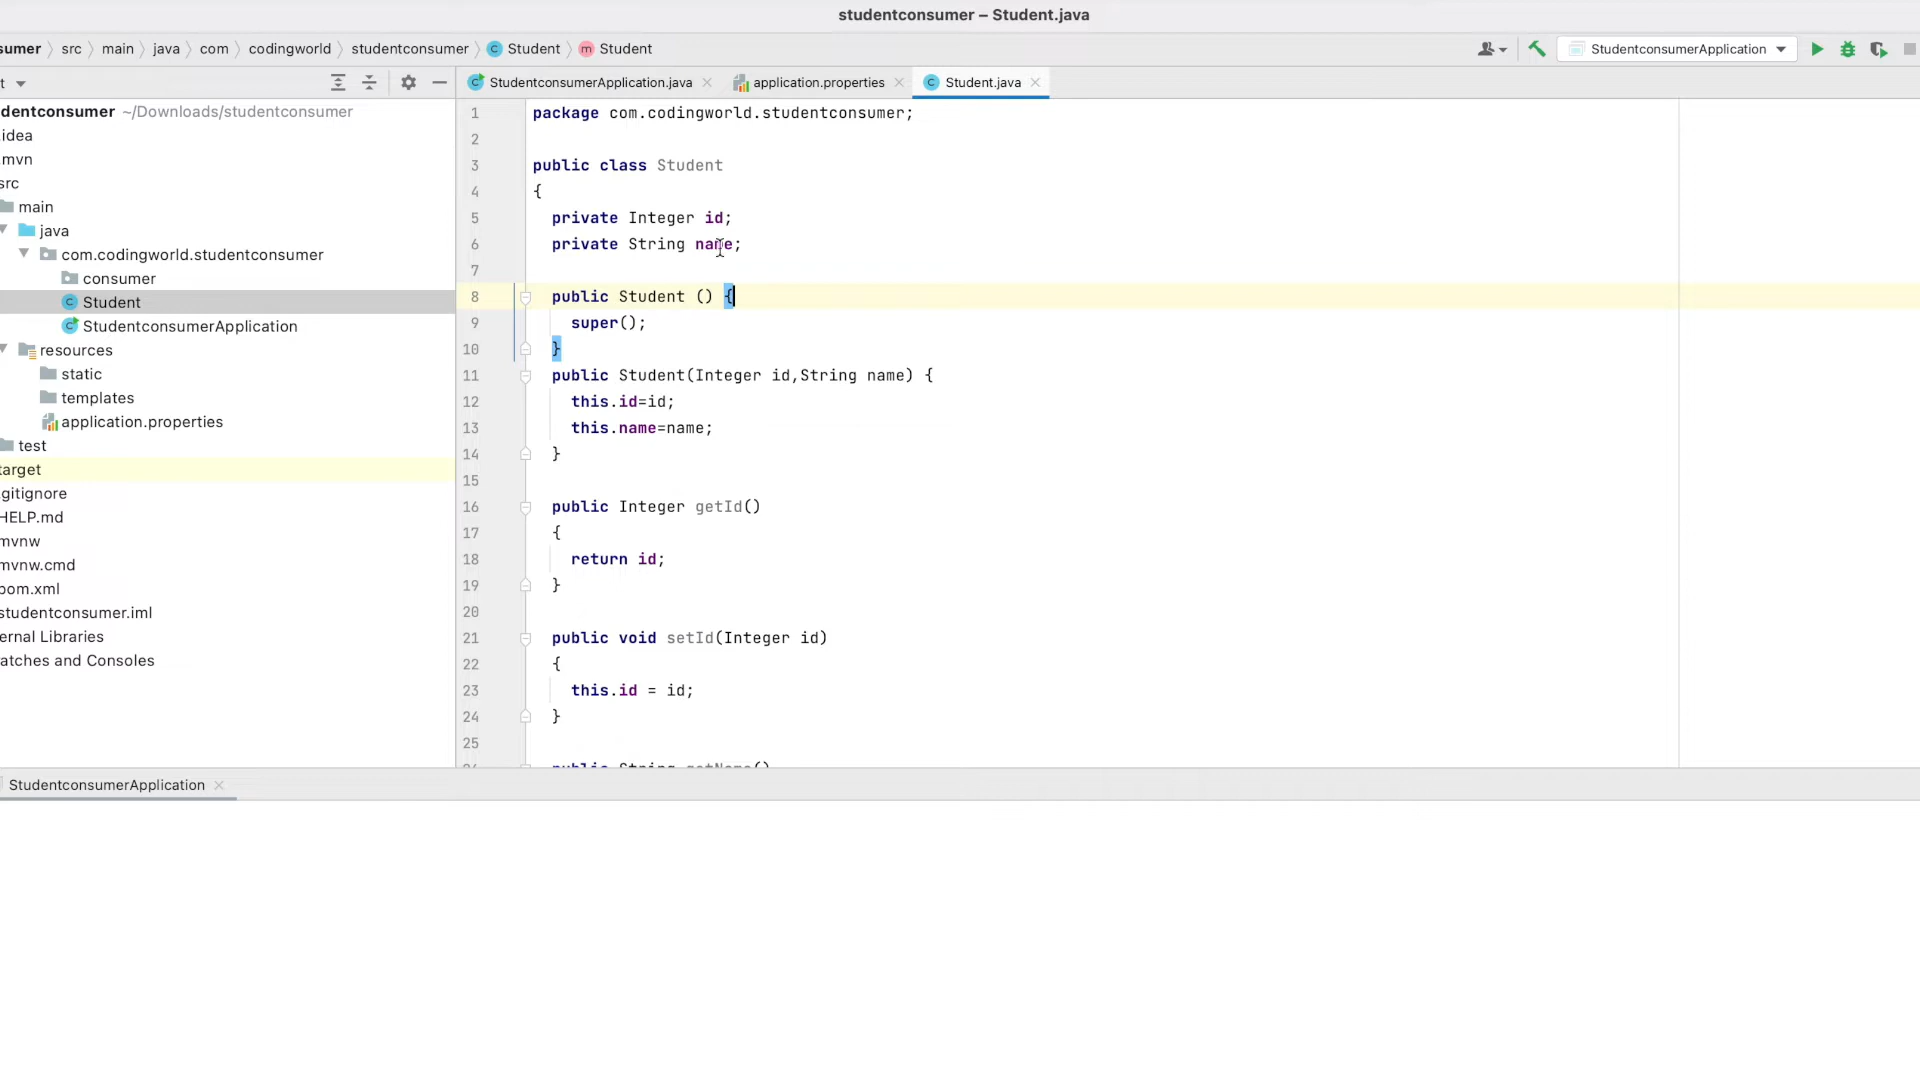 studentconsumer – Student.java
sumer src main java com codingworld studentconsumer C Student m Student
StudentconsumerApplication
t
StudentconsumerApplication.java application.properties Student.java
dentconsumer ~/Downloads/studentconsumer
idea
mvn
src
main
java
com.codingworld.studentconsumer
consumer
Student
StudentconsumerApplication
resources
static
templates
application.properties
test
target
gitignore
HELP.md
mvnw
mvnw.cmd
pom.xml
studentconsumer.iml
ernal Libraries
atches and Consoles
1 package com.codingworld.studentconsumer;
2
3 public class Student
4 {
5 private Integer id;
6 private String name;
7
8 public Student () {
9 super();
10 }
11 public Student(Integer id,String name) {
12 this.id=id;
13 this.name=name;
14 }
15
16 public Integer getId()
17 {
18 return id;
19 }
20
21 public void setId(Integer id)
22 {
23 this.id = id;
24 }
25
26 public String getName()
StudentconsumerApplication